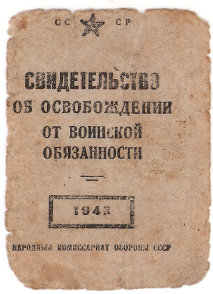 СС СР
СВИДЕТЕЛЬСТВО
ОБ ОСВОБОЖДЕНИИ
ОТ ВОИНСКОЙ
ОБЯЗАННОСТИ
1943
НАРОДНЫЙ КОМИССАРИАТ ОБОРОНЫ СССР